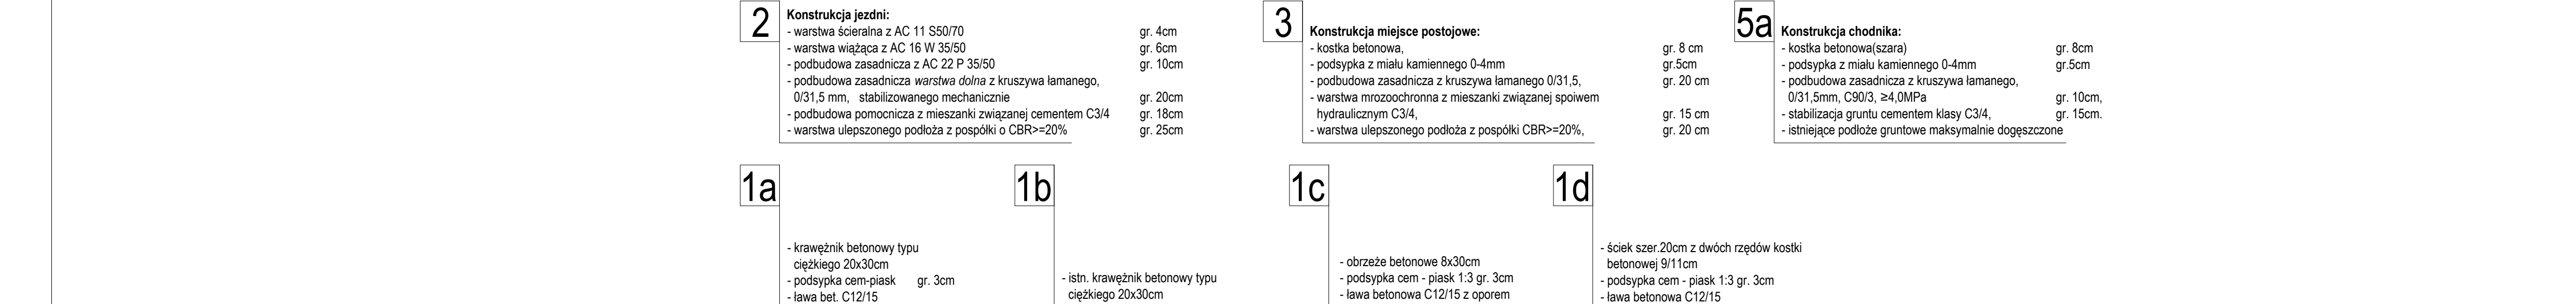 2
Konstrukcja jezdni:
- warstwa ścieralna z AC 11 S50/70 gr. 4cm
- warstwa wiążąca z AC 16 W 35/50 gr. 6cm
- podbudowa zasadnicza z AC 22 P 35/50 gr. 10cm
- podbudowa zasadnicza warstwa dolna z kruszywa łamanego,
0/31,5 mm, stabilizowanego mechanicznie gr. 20cm
- podbudowa pomocnicza z mieszanki związanej cementem C3/4 gr. 18cm
- warstwa ulepszonego podłoża z pospółki o CBR>=20% gr. 25cm
3
Konstrukcja miejsce postojowe:
- kostka betonowa, gr. 8 cm
- podsypka z miału kamiennego 0-4mm gr.5cm
- podbudowa zasadnicza z kruszywa łamanego 0/31,5, gr. 20 cm
- warstwa mrozoochronna z mieszanki związanej spoiwem
hydraulicznym C3/4, gr. 15 cm
- warstwa ulepszonego podłoża z pospółki CBR>=20%, gr. 20 cm
5a
Konstrukcja chodnika:
- kostka betonowa(szara) gr. 8cm
- podsypka z miału kamiennego 0-4mm gr.5cm
- podbudowa zasadnicza z kruszywa łamanego,
0/31,5mm, C90/3, ≥4,0MPa gr. 10cm,
- stabilizacja gruntu cementem klasy C3/4, gr. 15cm.
- istniejące podłoże gruntowe maksymalnie dogęszczone
1a
- krawężnik betonowy typu
ciężkiego 20x30cm
- podsypka cem-piask gr. 3cm
- ława bet. C12/15
1b
- istn. krawężnik betonowy typu
ciężkiego 20x30cm
1c
- obrzeże betonowe 8x30cm
- podsypka cem - piask 1:3 gr. 3cm
- ława betonowa C12/15 z oporem
1d
- ściek szer.20cm z dwóch rzędów kostki
betonowej 9/11cm
- podsypka cem - piask 1:3 gr. 3cm
- ława betonowa C12/15